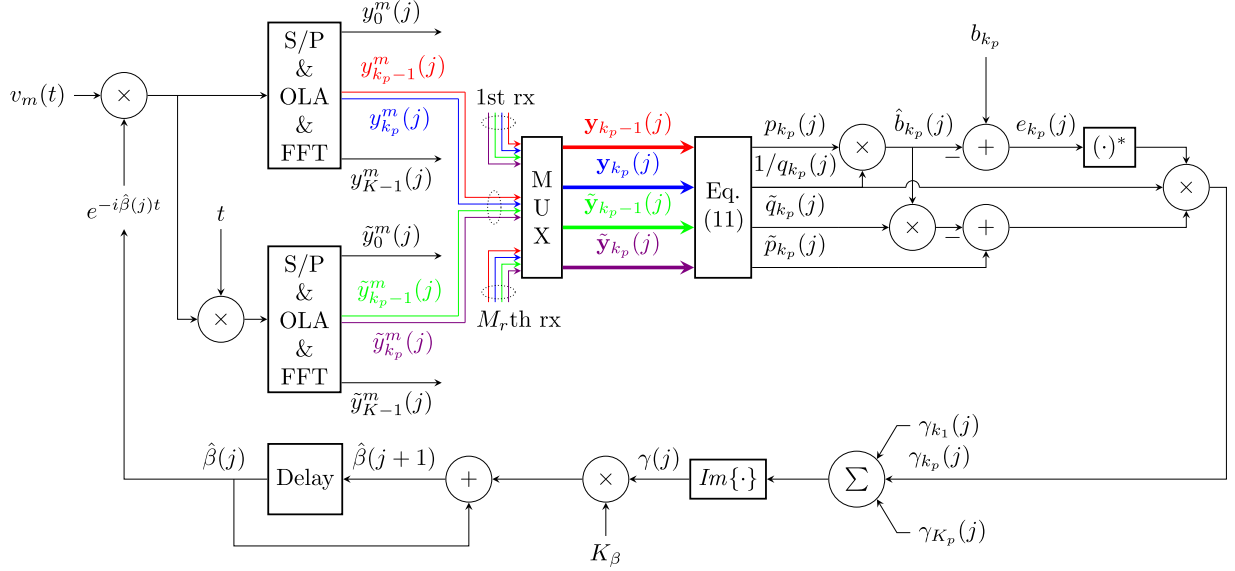 y_0^m(j)
b_{k_p}
S/P
&
OLA
&
FFT
v_m(t)
×
y_{k_p−1}^m(j)
y_{k_p}^m(j)
y_{K−1}^m(j)
e^{−iβ̂(j)t}
t
×
1st rx
M
U
X
M_rth rx
𝐲_{k_p−1}(j)
𝐲_{k_p}(j)
𝐲̃_{k_p−1}(j)
𝐲̃_{k_p}(j)
Eq.
(11)
p_{k_p}(j)
1/q_{k_p}(j)
q̃_{k_p}(j)
p̃_{k_p}(j)
×
b̂_{k_p}(j)
−
+
e_{k_p}(j)
(·)*
×
×
−
+
ỹ_0^m(j)
S/P
&
OLA
&
FFT
ỹ_{k_p−1}^m(j)
ỹ_{k_p}^m(j)
ỹ_{K−1}^m(j)
β̂(j)
Delay
β̂(j + 1)
+
×
K_β
γ(j)
Im{·}
∑
γ_{k_1}(j)
γ_{k_p}(j)
γ_{K_p}(j)